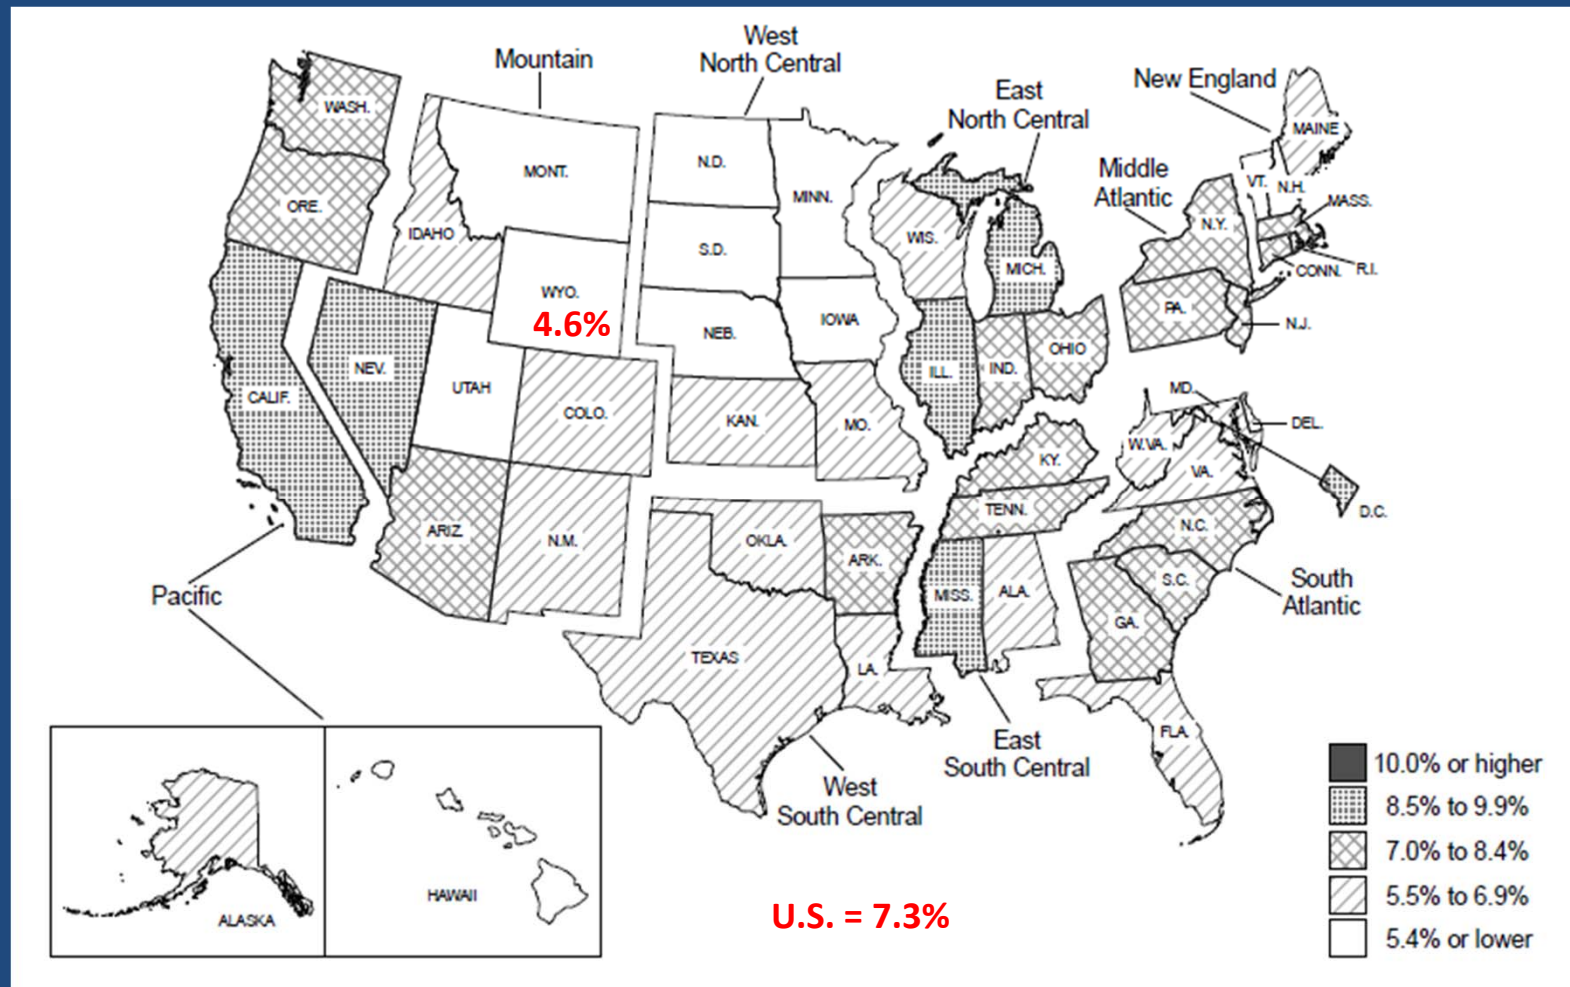 Mountain
West
North Central
East
North Central
New England
Middle
Atlantic
WASH.
ORE.
IDAHO
MONT.
WYO.
4.6%
N.D.
S.D.
NEB.
MINN.
IOWA
WIS.
MICH.
MAINE
VT.
N.H.
MASS.
N.Y.
CONN.
R.I.
PA.
N.J.
CALIF.
NEV.
UTAH
COLO.
KAN.
MO.
ILL.
IND.
OHIO
MD.
DEL.
W.VA.
VA.
D.C.
KY.
TENN.
N.C.
S.C.
ARIZ.
N.M.
OKLA.
ARK.
MISS.
ALA.
GA.
TEXAS
LA.
FLA.
Pacific
South
Atlantic
East
South Central
West
South Central
ALASKA
HAWAII
U.S. = 7.3%
10.0% or higher
8.5% to 9.9%
7.0% to 8.4%
5.5% to 6.9%
5.4% or lower